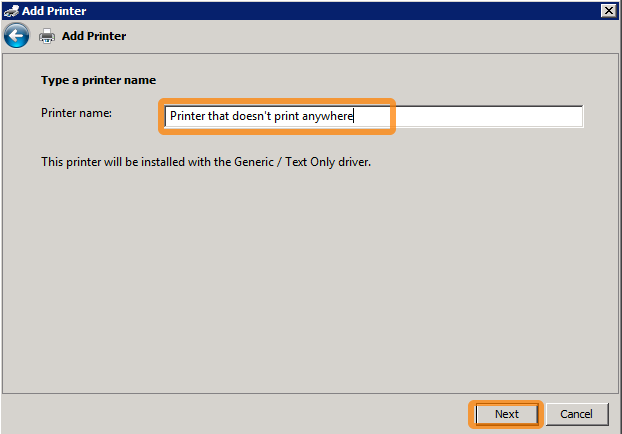 Add Printer
Add Printer
Type a printer name
Printer name: Printer that doesn't print anywhere
This printer will be installed with the Generic / Text Only driver.
Next Cancel